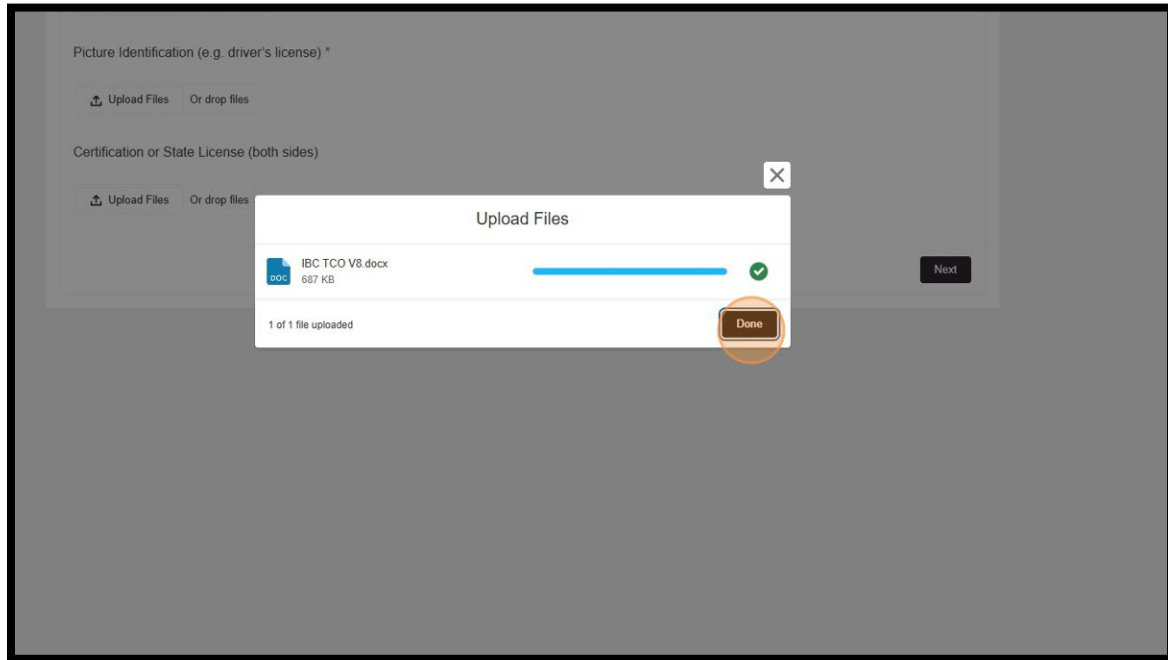 Picture Identification (e.g. driver's license) *
Upload Files Or drop files
Certification or State License (both sides)
Upload Files Or drop files
Upload Files
DOC
IBC TCO V8.docx
687 KB
Next
1 of 1 file uploaded
Done